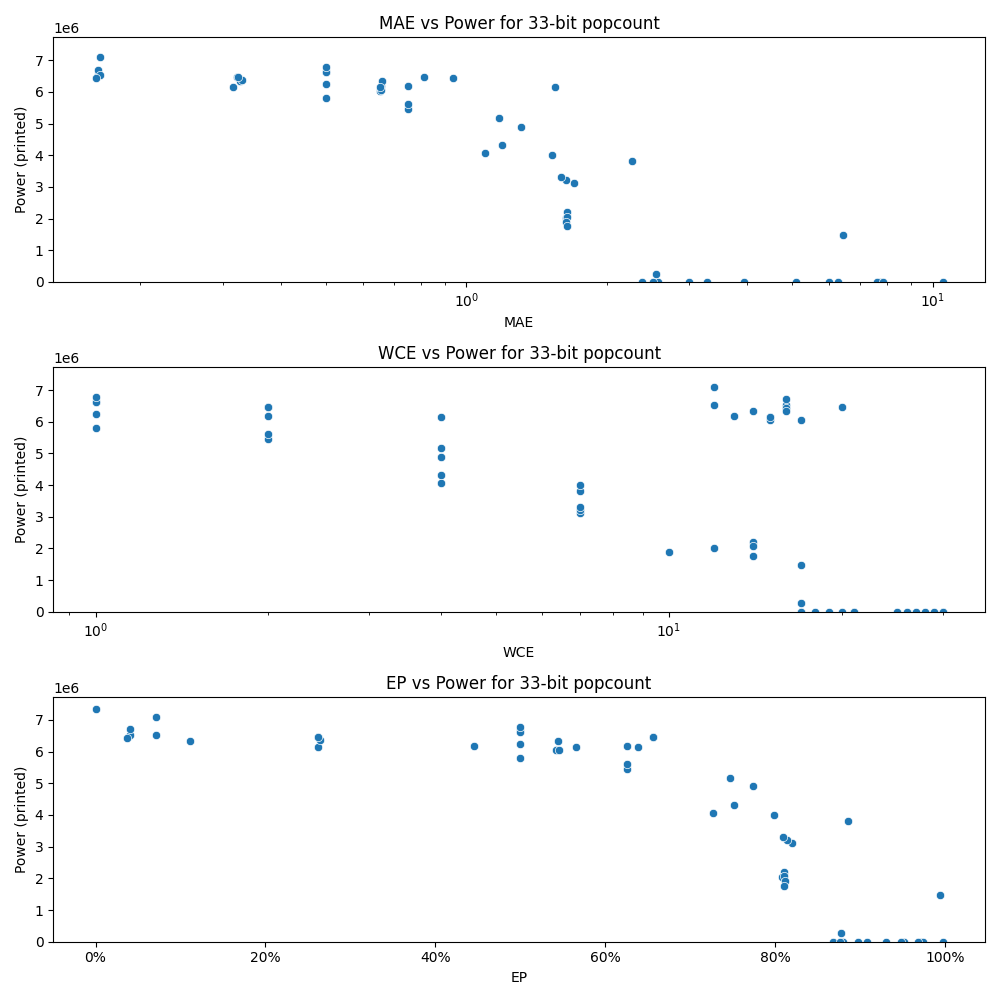 MAE vs Power for 33-bit popcount
1e6
7
6
5
4
3
2
1
0
Power (printed)
10⁰
10¹
MAE
WCE vs Power for 33-bit popcount
1e6
7
6
5
4
3
2
1
0
Power (printed)
10⁰
10¹
WCE
EP vs Power for 33-bit popcount
1e6
7
6
5
4
3
2
1
0
Power (printed)
0%
20%
40%
60%
80%
100%
EP